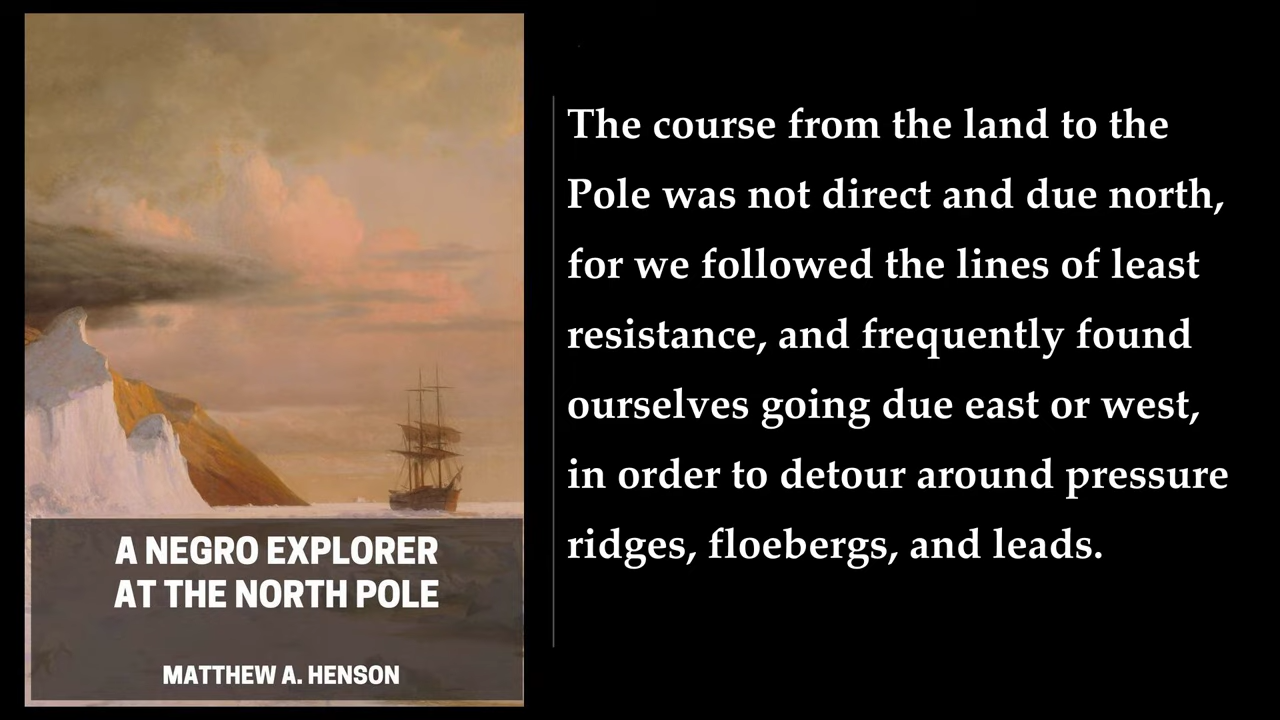 A NEGRO EXPLORER
AT THE NORTH POLE
MATTHEW A. HENSON
The course from the land to the
Pole was not direct and due north,
for we followed the lines of least
resistance, and frequently found
ourselves going due east or west,
in order to detour around pressure
ridges, floebergs, and leads.